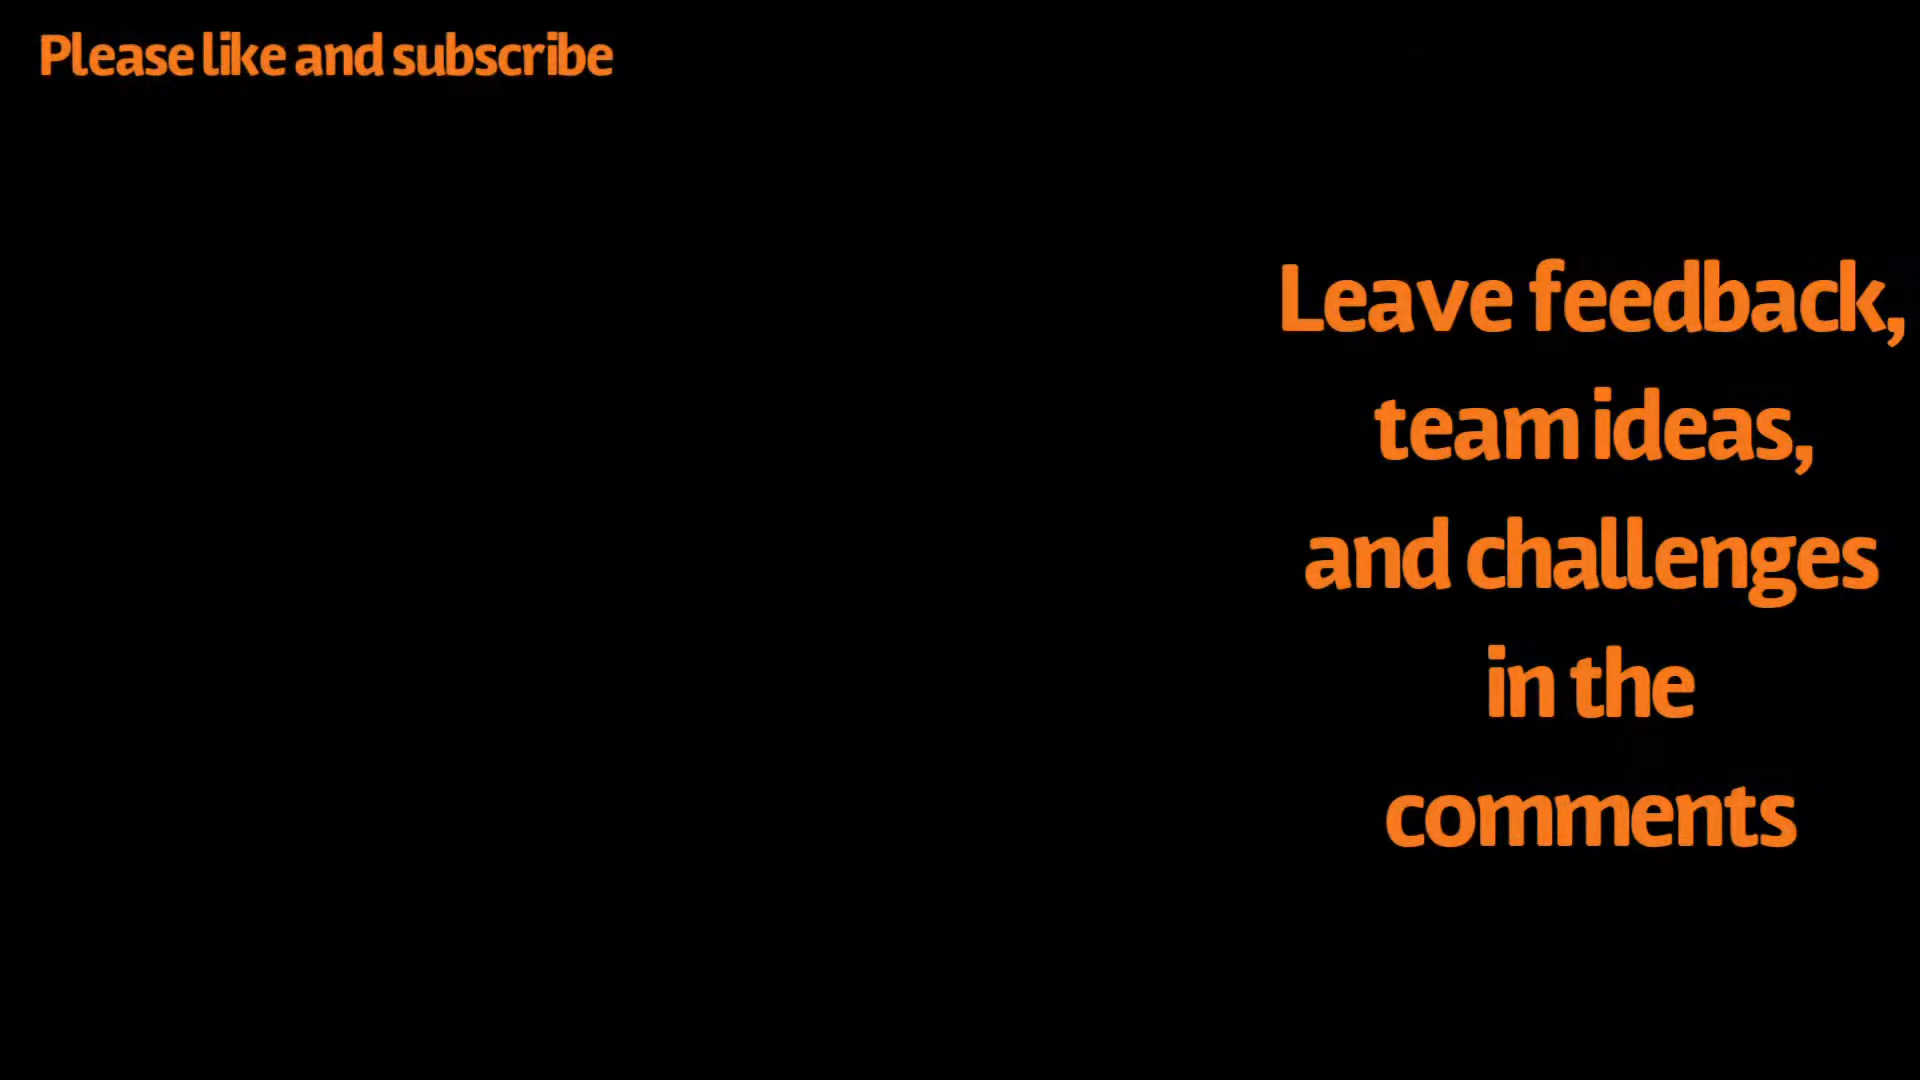 Please like and subscribe
Leave feedback,
team ideas,
and challenges
in the
comments